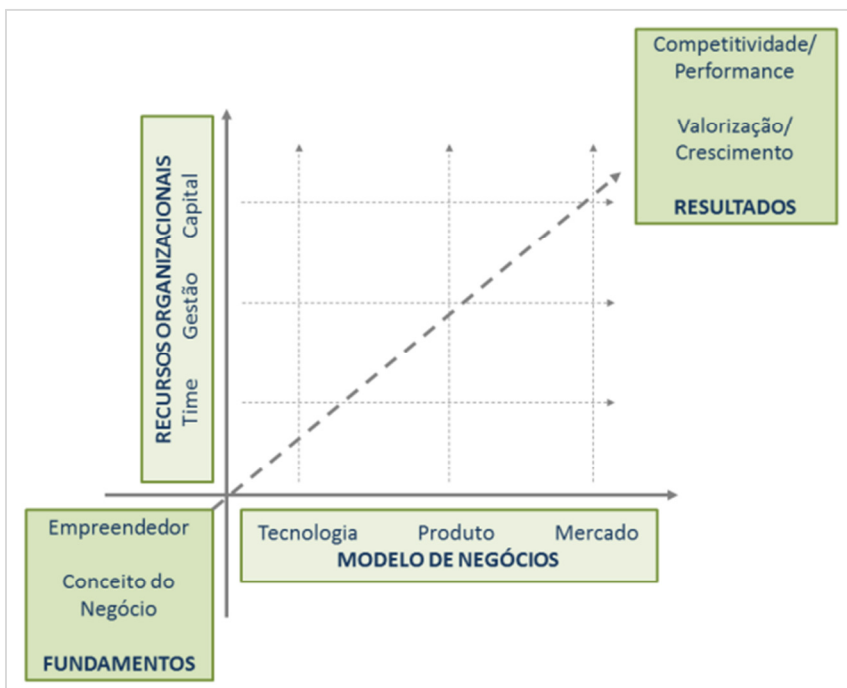 Competitividade/
Performance
Valorização/
Crescimento
RESULTADOS
RECURSOS ORGANIZACIONAIS
Time Gestão Capital
Empreendedor
Conceito do
Negócio
FUNDAMENTOS
Tecnologia Produto Mercado
MODELO DE NEGÓCIOS